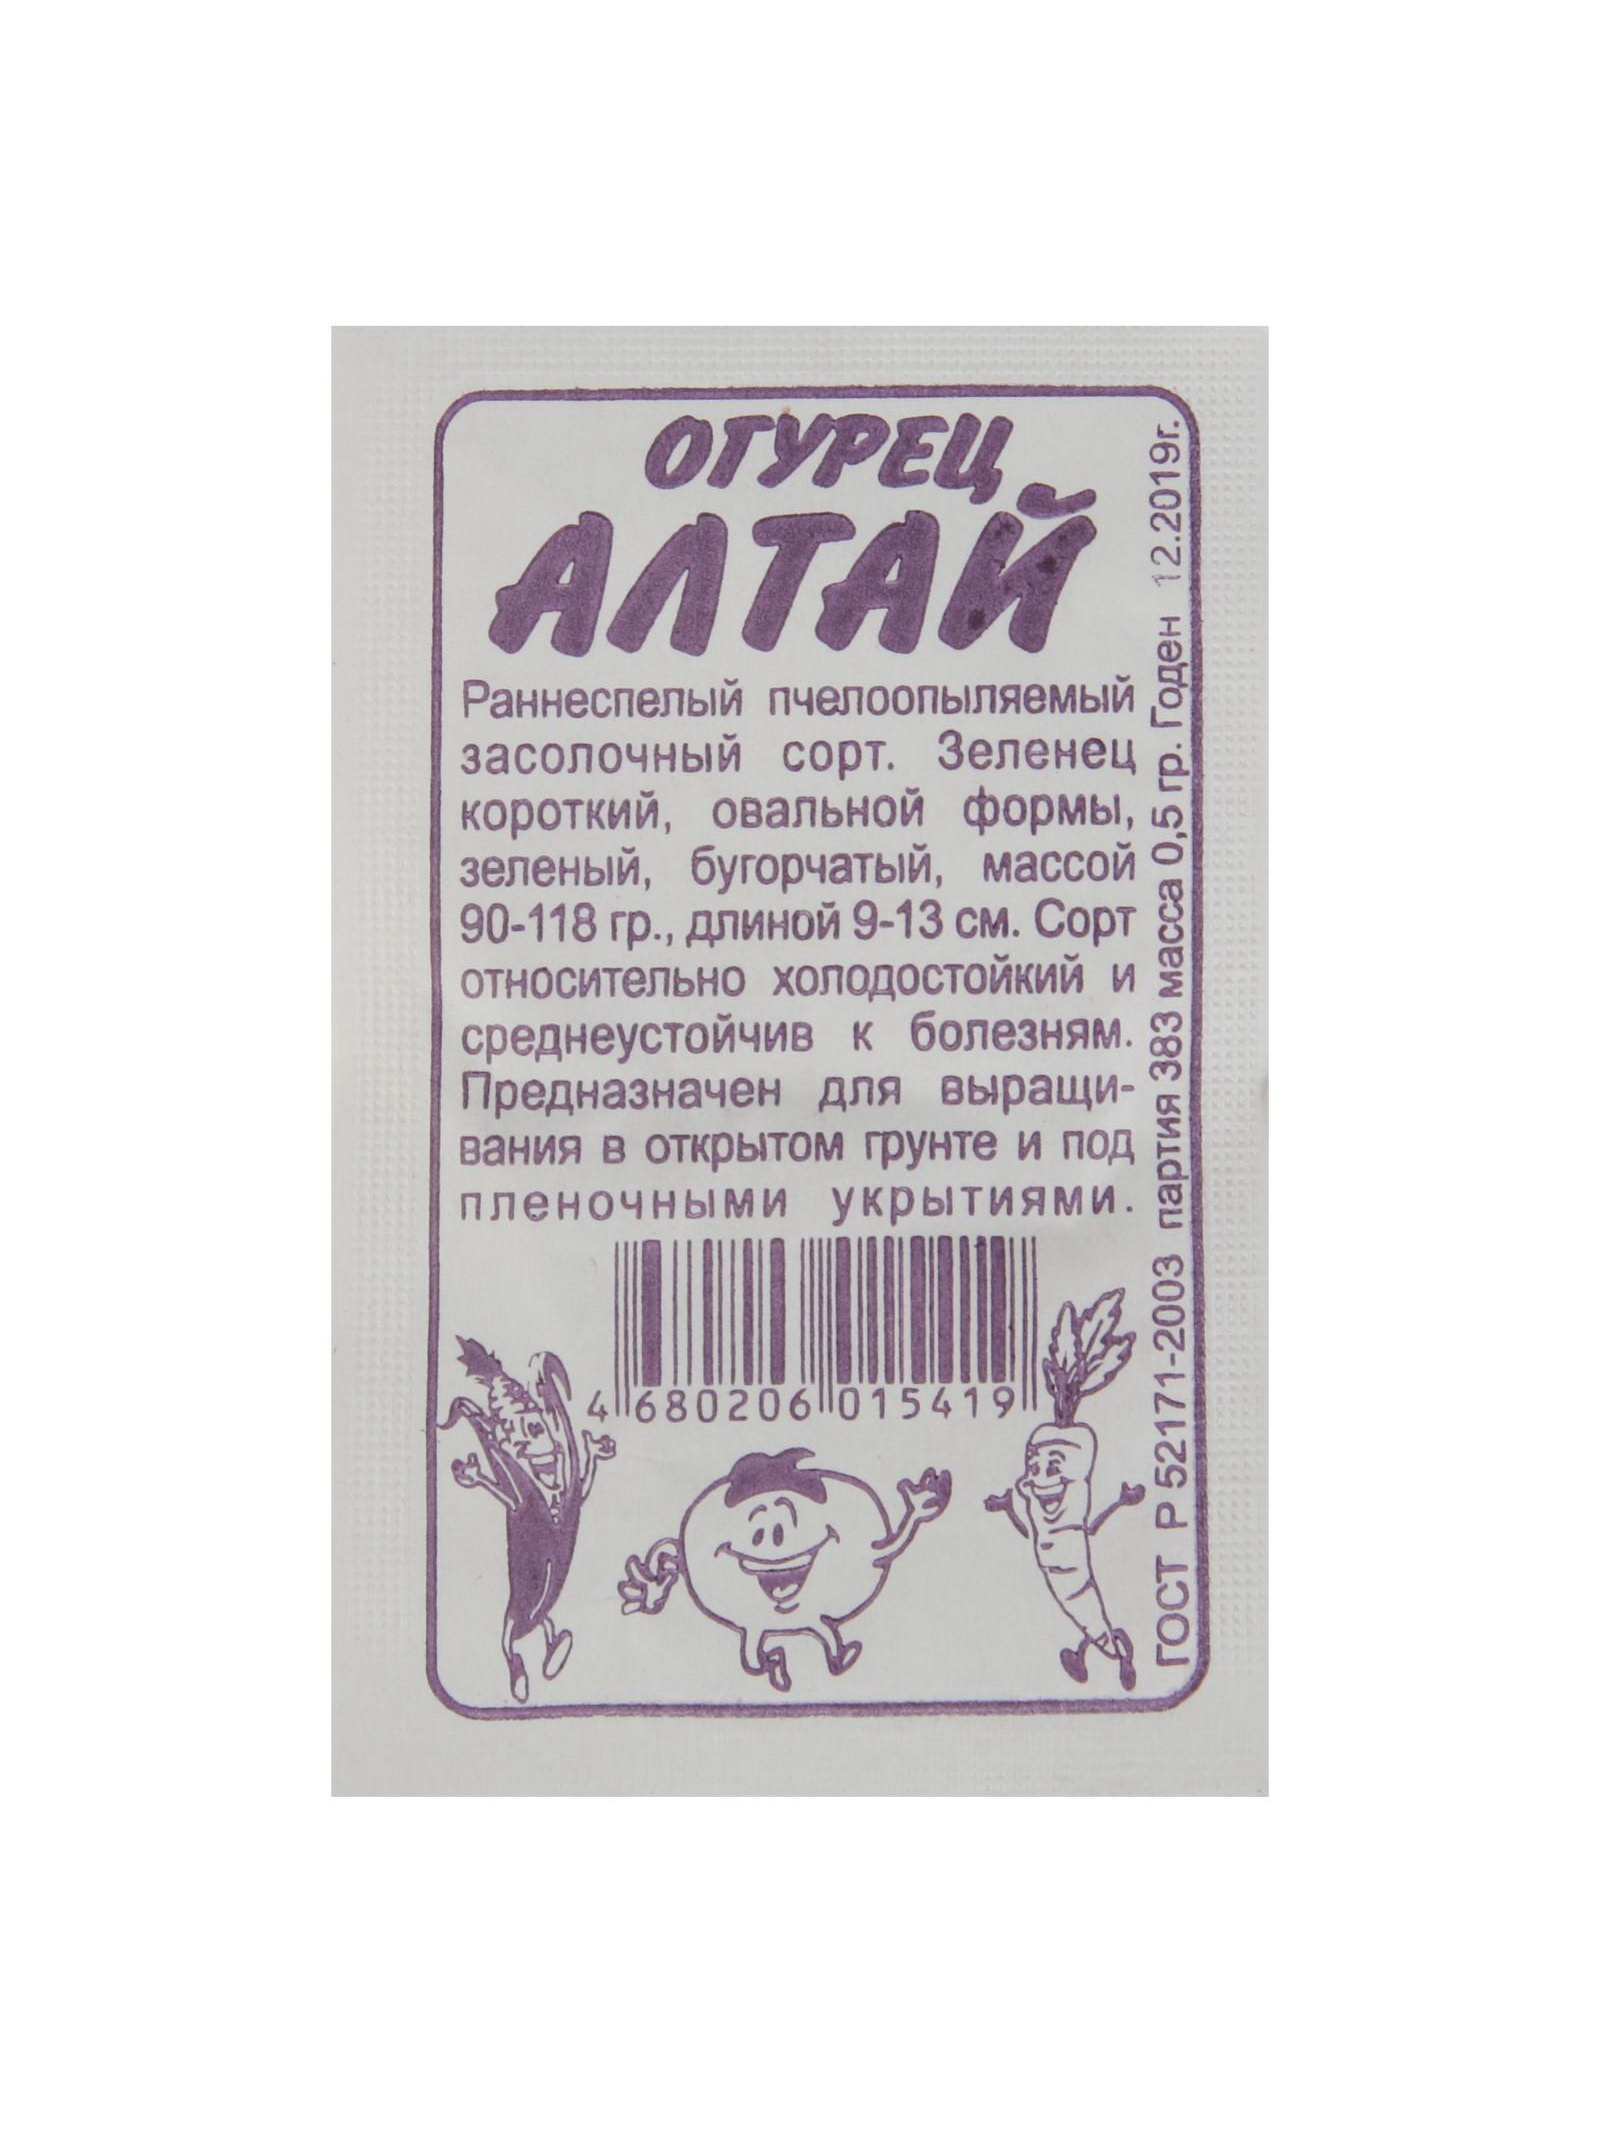 ОГУРЕЦ
АЛТАЙ
Раннеспелый пчелоопыляемый
засолочный сорт. Зеленец
короткий, овальной формы,
зеленый, бугорчатый, массой
90-118 гр., длиной 9-13 см. Сорт
относительно холодостойкий и
среднеустойчив к болезням.
Предназначен для выращи-
вания в открытом грунте и под
пленочными укрытиями.
4 680206 015419
ГОСТ Р 52171-2003 партия 383 масса 0,5 гр. Годен 12.2019г.